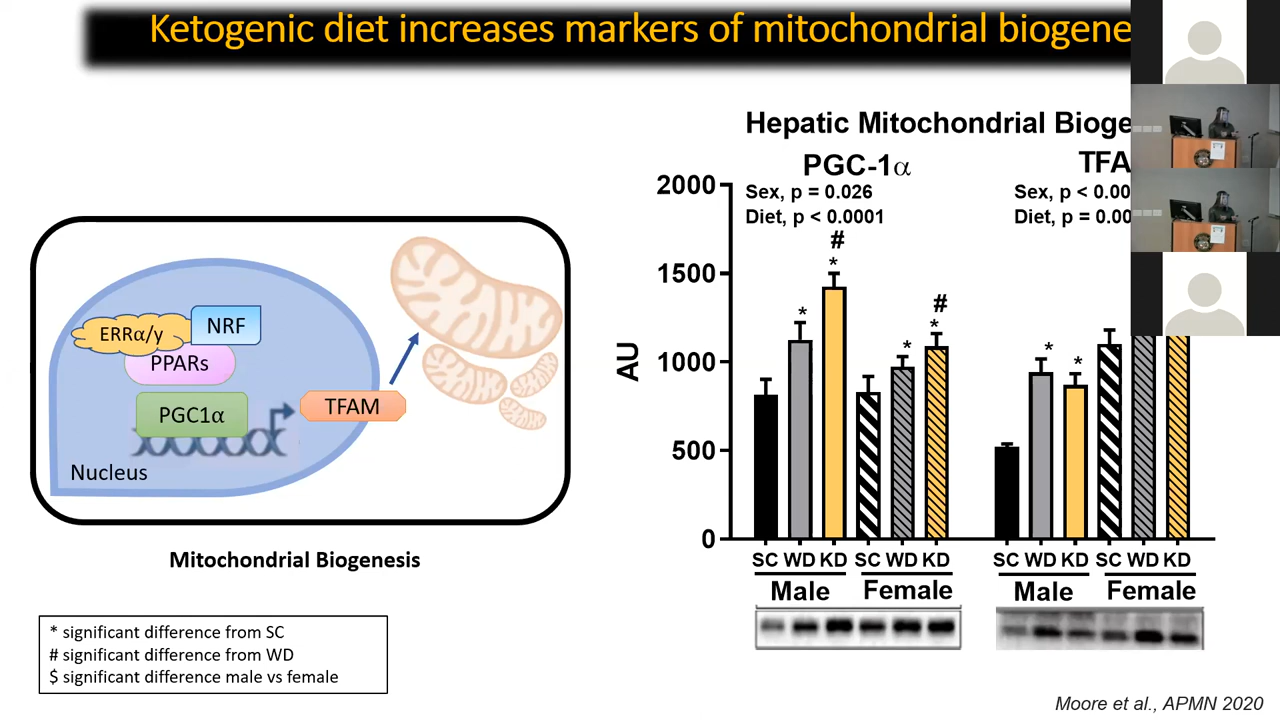 Ketogenic diet increases markers of mitochondrial biogene
Hepatic Mitochondrial Bioge
PGC-1α
TFA
Sex, p = 0.026
Diet, p < 0.0001
Sex, p < 0.00
Diet, p = 0.00
2000
1500
1000
500
0
AU
#
*
*
#
*
*
*
*
SC WD KD SC WD KD
Male Female
SC WD KD SC WD KD
Male Female
ERRα/y
NRF
PPARs
PGC1α
TFAM
Nucleus
Mitochondrial Biogenesis
* significant difference from SC
# significant difference from WD
$ significant difference male vs female
Moore et al., APMN 2020